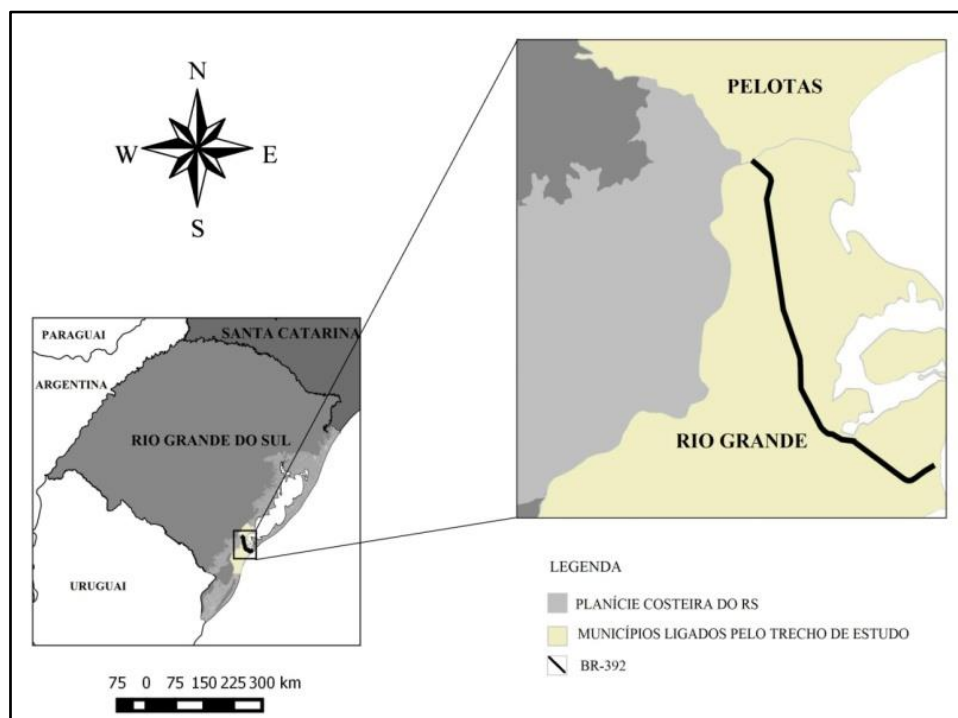 N
W E
S
PELOTAS
RIO GRANDE
PARAGUAI
SANTA CATARINA
ARGENTINA
RIO GRANDE DO SUL
URUGUAI
LEGENDA
PLANÍCIE COSTEIRA DO RS
MUNICÍPIOS LIGADOS PELO TRECHO DE ESTUDO
BR-392
75 0 75 150 225 300 km